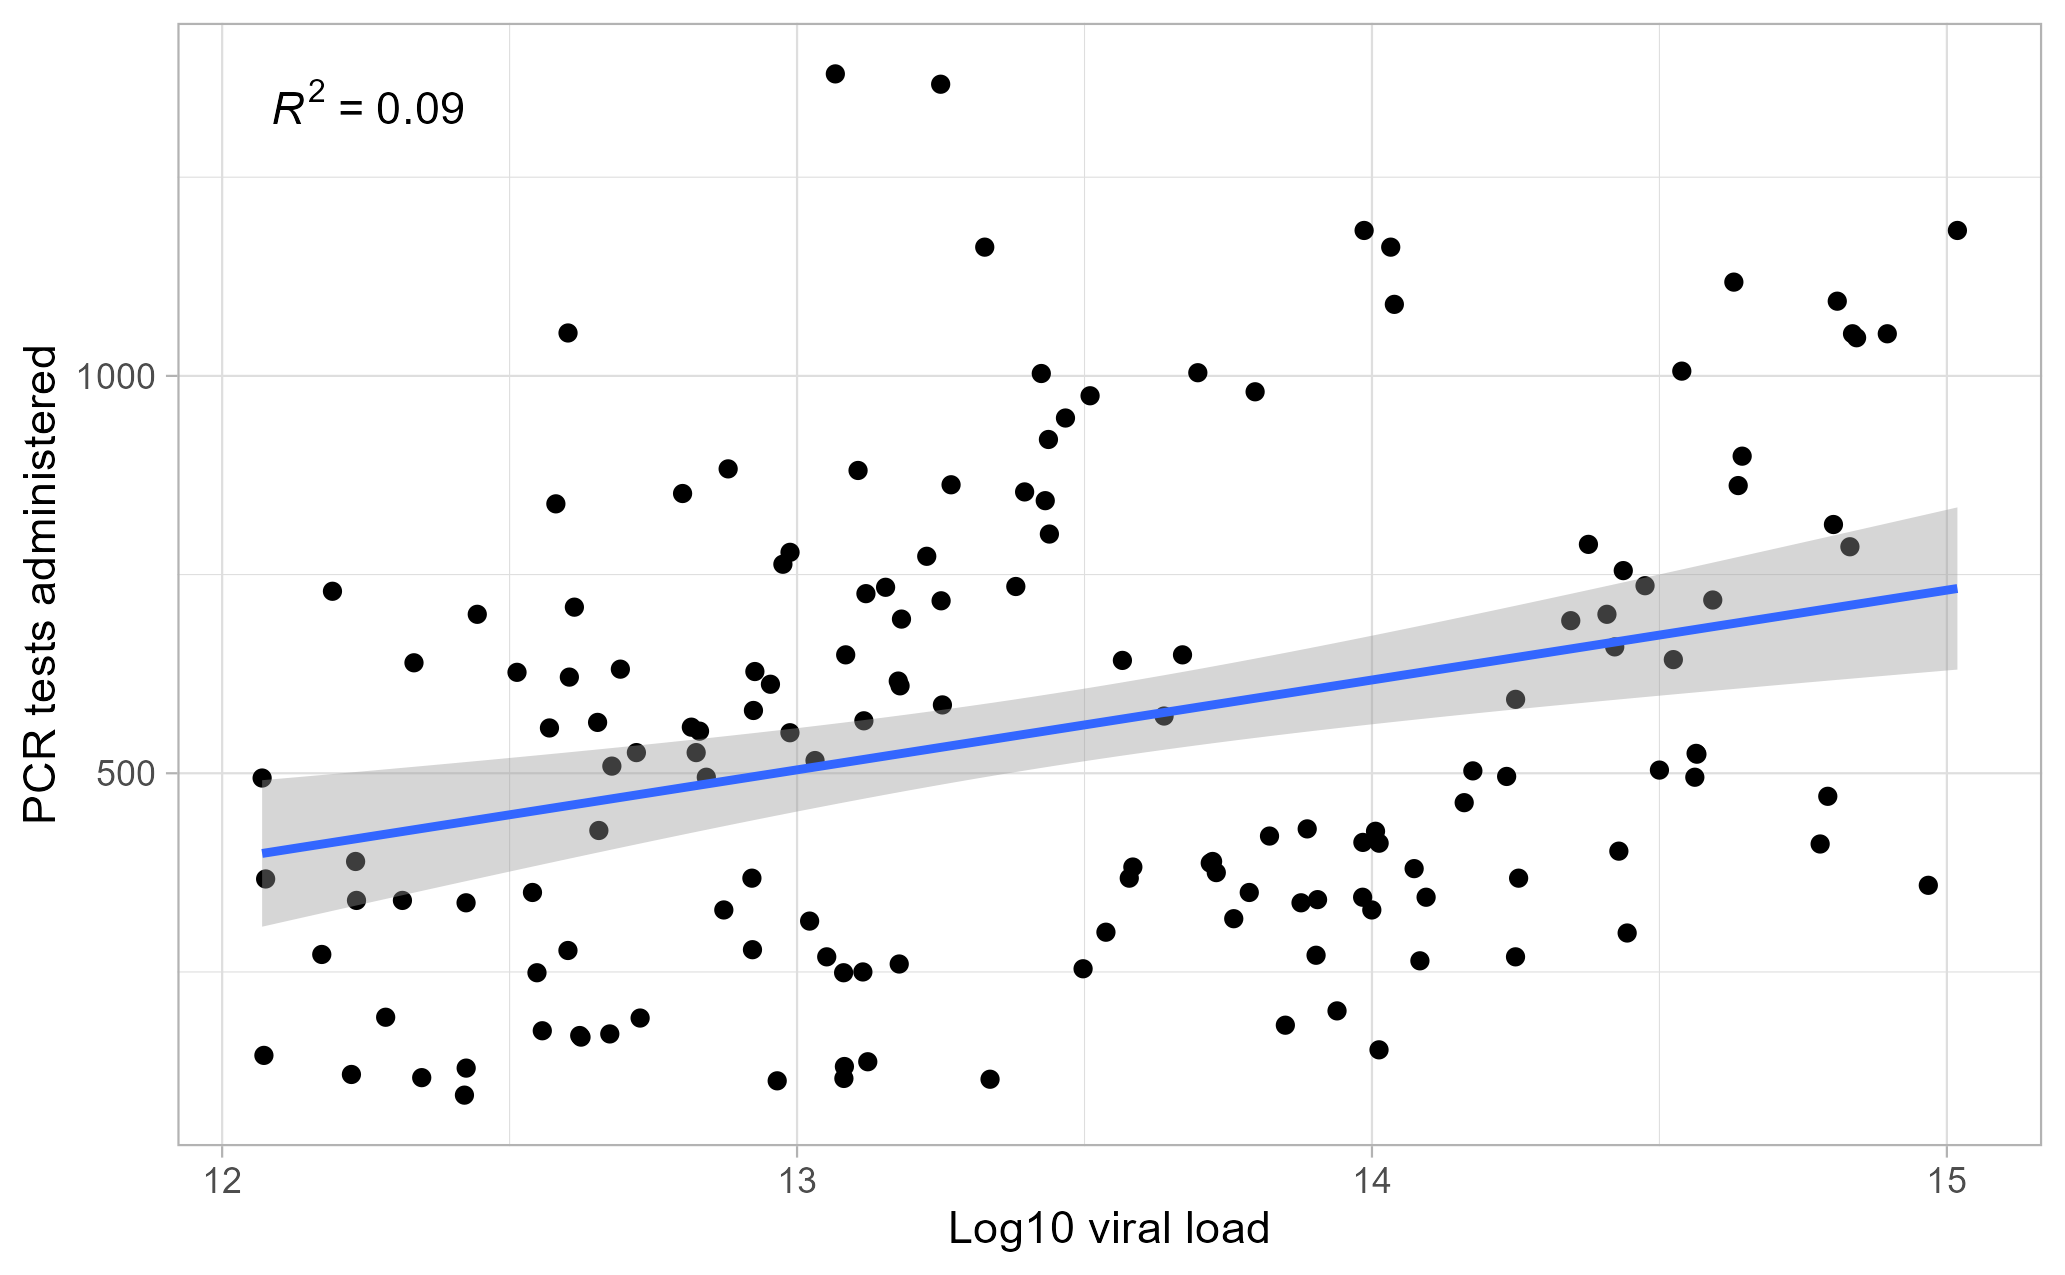 R² = 0.09
PCR tests administered
1000
500
12 13 14 15
Log10 viral load